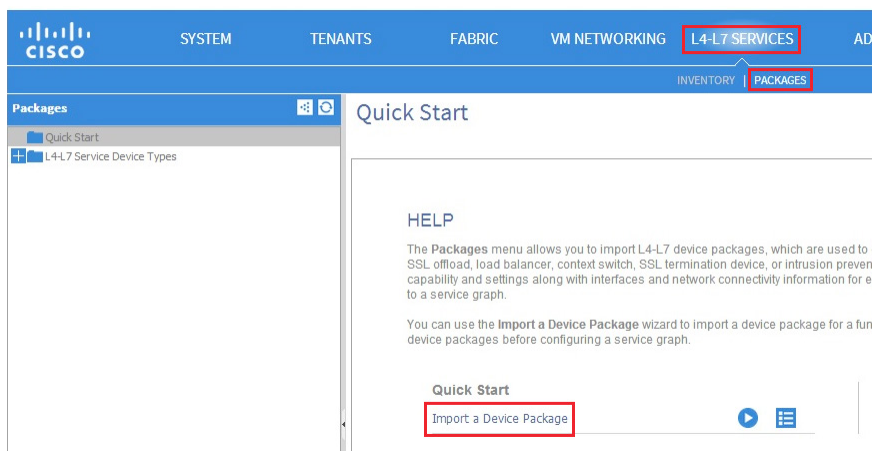 CISCO
SYSTEM TENANTS FABRIC VM NETWORKING L4-L7 SERVICES AD
INVENTORY | PACKAGES
Packages
Quick Start
L4-L7 Service Device Types
Quick Start
HELP
The Packages menu allows you to import L4-L7 device packages, which are used to
SSL offload, load balancer, context switch, SSL termination device, or intrusion preven
capability and settings along with interfaces and network connectivity information for e
to a service graph.
You can use the Import a Device Package wizard to import a device package for a fun
device packages before configuring a service graph.
Quick Start
Import a Device Package